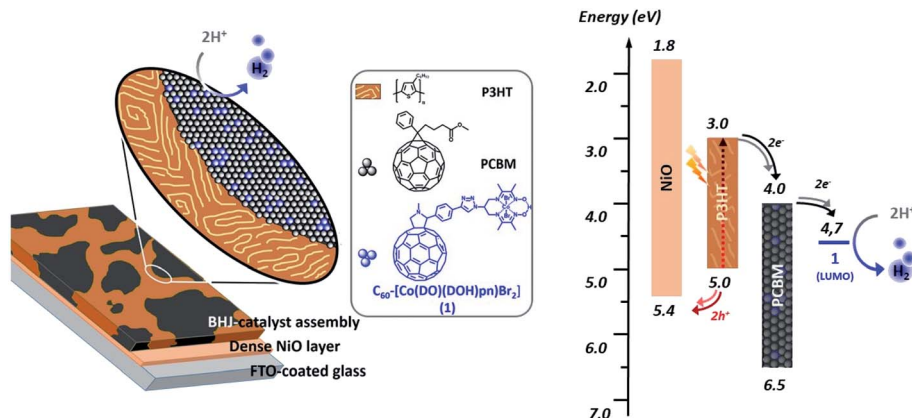 2H⁺
H₂
C₆H₁₃
S
n
P3HT
O
O
PCBM
C₆₀-[Co(DO)(DOH)pn)Br₂]
(1)
BHJ-catalyst assembly
Dense NiO layer
FTO-coated glass
Energy (eV)
1.8
2.0
3.0
4.0
5.0
6.0
7.0
NiO
5.4
3.0
P3HT
5.0
2h⁺
2e⁻
4.0
PCBM
6.5
2e⁻
4,7
1
(LUMO)
2H⁺
H₂